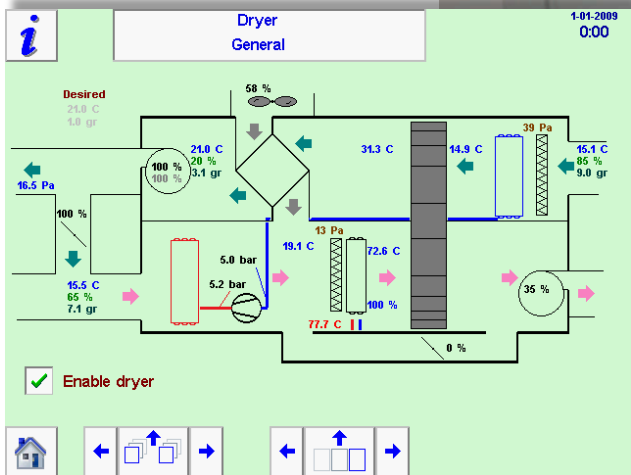 Dryer
General
1-01-2009
0:00
Desired
21.0 C
1.0 gr
58 %
39 Pa
100 %
100 %
21.0 C
20 %
3.1 gr
31.3 C
14.9 C
15.1 C
85 %
9.0 gr
16.5 Pa
100 %
19.1 C
13 Pa
72.6 C
5.0 bar
5.2 bar
15.5 C
65 %
7.1 gr
100 %
35 %
77.7 C
0 %
Enable dryer